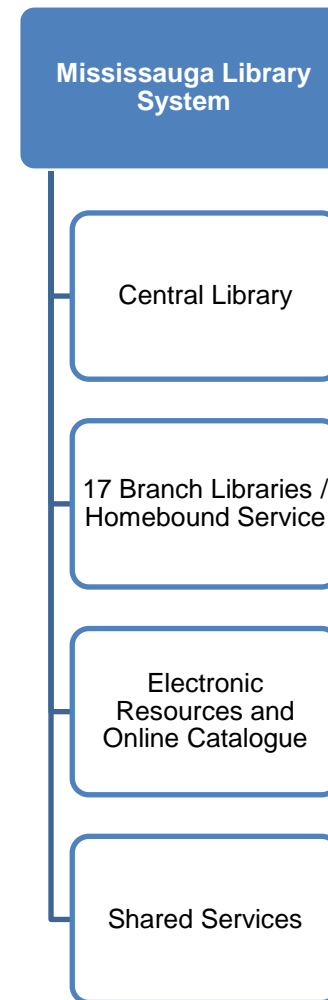 Mississauga Library
System
Central Library
17 Branch Libraries /
Homebound Service
Electronic
Resources and
Online Catalogue
Shared Services